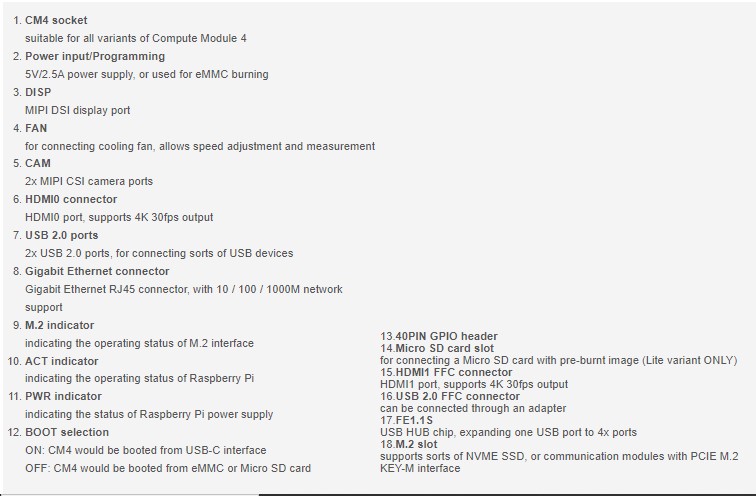 1. CM4 socket
suitable for all variants of Compute Module 4
2. Power input/Programming
5V/2.5A power supply, or used for eMMC burning
3. DISP
MIPI DSI display port
4. FAN
for connecting cooling fan, allows speed adjustment and measurement
5. CAM
2x MIPI CSI camera ports
6. HDMI0 connector
HDMI0 port, supports 4K 30fps output
7. USB 2.0 ports
2x USB 2.0 ports, for connecting sorts of USB devices
8. Gigabit Ethernet connector
Gigabit Ethernet RJ45 connector, with 10 / 100 / 1000M network
support
9. M.2 indicator
indicating the operating status of M.2 interface
10. ACT indicator
indicating the operating status of Raspberry Pi
11. PWR indicator
indicating the status of Raspberry Pi power supply
12. BOOT selection
ON: CM4 would be booted from USB-C interface
OFF: CM4 would be booted from eMMC or Micro SD card
13.40PIN GPIO header
14.Micro SD card slot
for connecting a Micro SD card with pre-burnt image (Lite variant ONLY)
15.HDMI1 FFC connector
HDMI1 port, supports 4K 30fps output
16.USB 2.0 FFC connector
can be connected through an adapter
17.FE1.1S
USB HUB chip, expanding one USB port to 4x ports
18.M.2 slot
supports sorts of NVME SSD, or communication modules with PCIE M.2
KEY-M interface